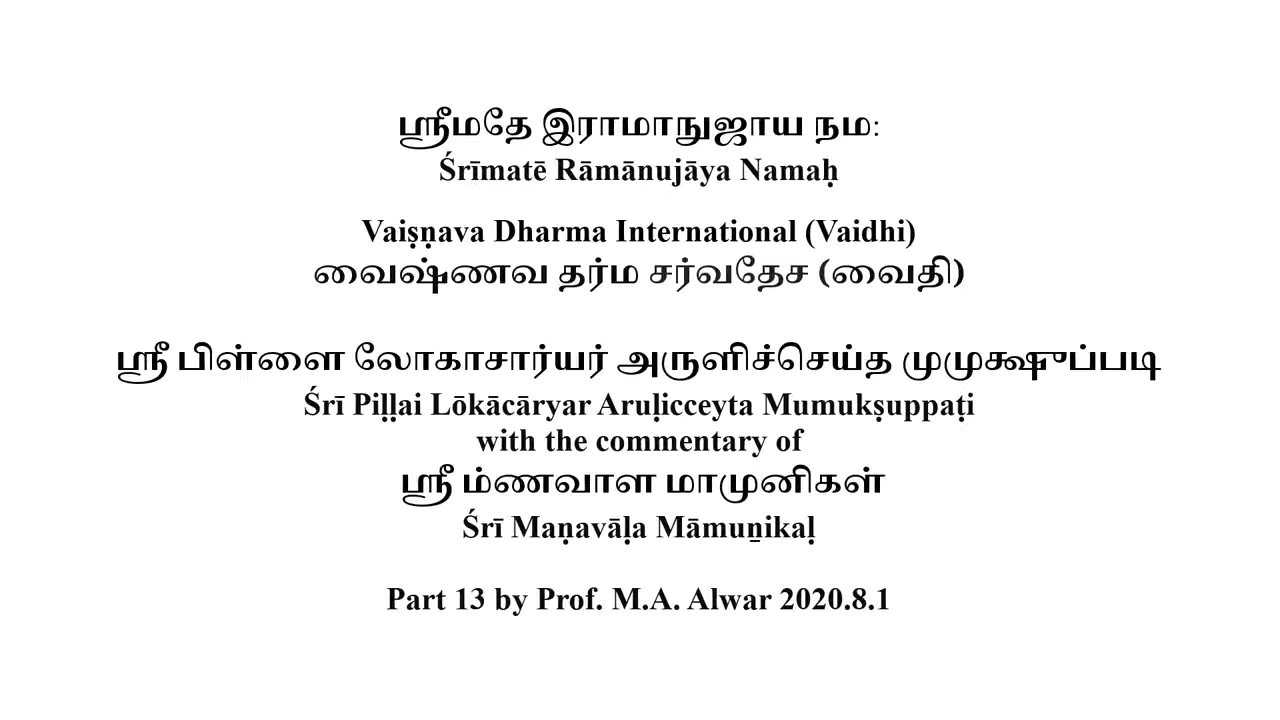 ஸ்ரீமதே இராமாநுஜாய நம:
Śrīmatē Rāmānujāya Namaḥ
Vaiṣṇava Dharma International (Vaidhi)
வைஷ்ணவ தர்ம சர்வதேச (வைதி)
ஸ்ரீ பிள்ளை லோகாசார்யர் அருளிச்செய்த முமுக்ஷுப்படி
Śrī Piḷḷai Lōkācāryar Aruḷicceyta Mumukṣuppaṭi
with the commentary of
ஸ்ரீ ம்ணவாள மாமுனிகள்
Śrī Maṇavāḷa Māmuṉikaḷ
Part 13 by Prof. M.A. Alwar 2020.8.1